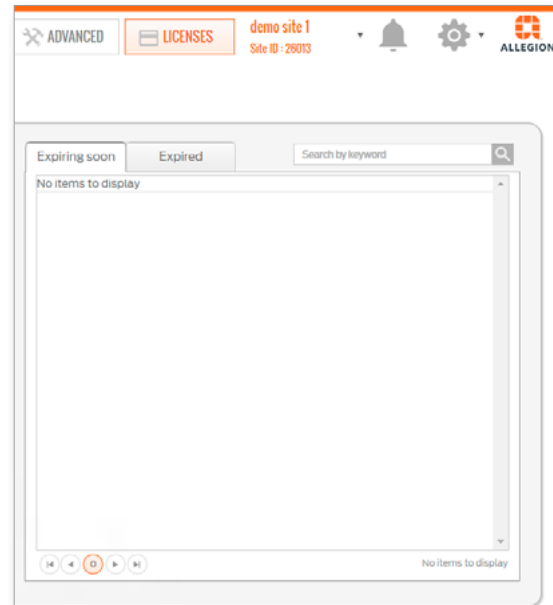 ADVANCED
LICENSES
demo site 1
Site ID : 26013
ALLEGION
Expiring soon
Expired
Search by keyword
No items to display
0
No items to display